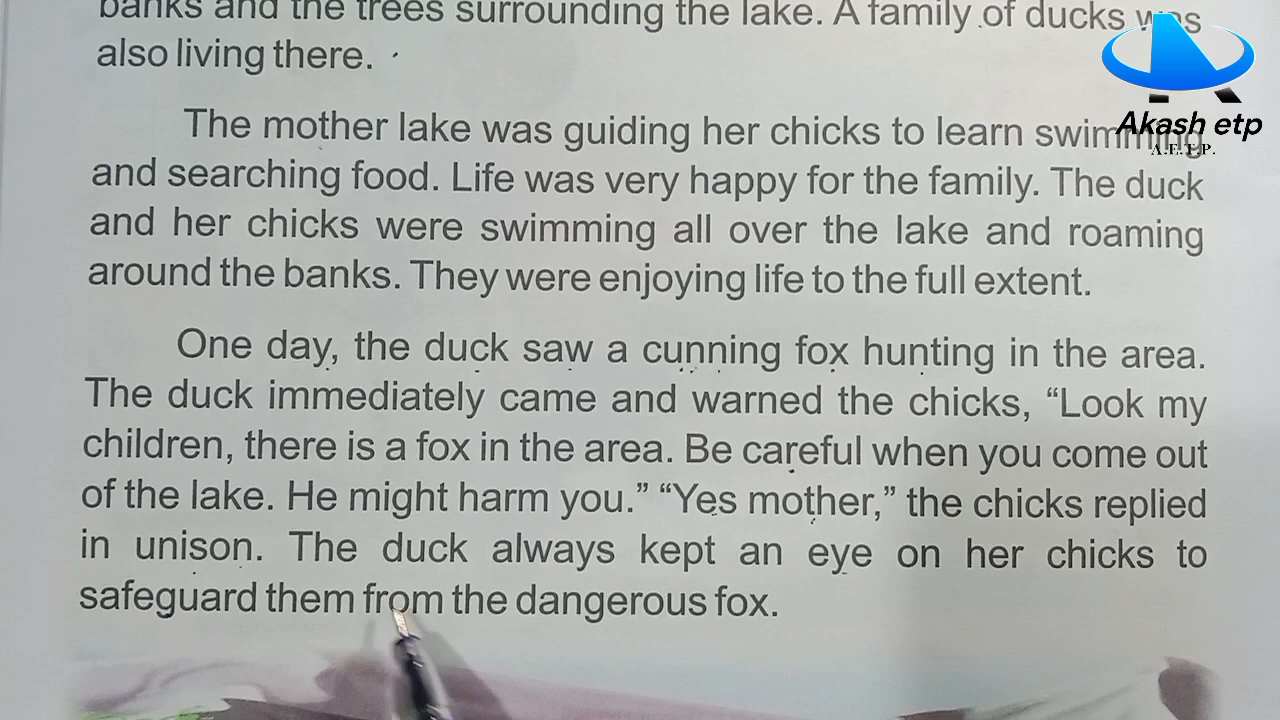 banks and the trees surrounding the lake. A family of ducks was
also living there.
The mother lake was guiding her chicks to learn swimming
and searching food. Life was very happy for the family. The duck
and her chicks were swimming all over the lake and roaming
around the banks. They were enjoying life to the full extent.
One day, the duck saw a cunning fox hunting in the area.
The duck immediately came and warned the chicks, “Look my
children, there is a fox in the area. Be careful when you come out
of the lake. He might harm you.” “Yes mother,” the chicks replied
in unison. The duck always kept an eye on her chicks to
safeguard them from the dangerous fox.
Akash etp
A.E.T.P.